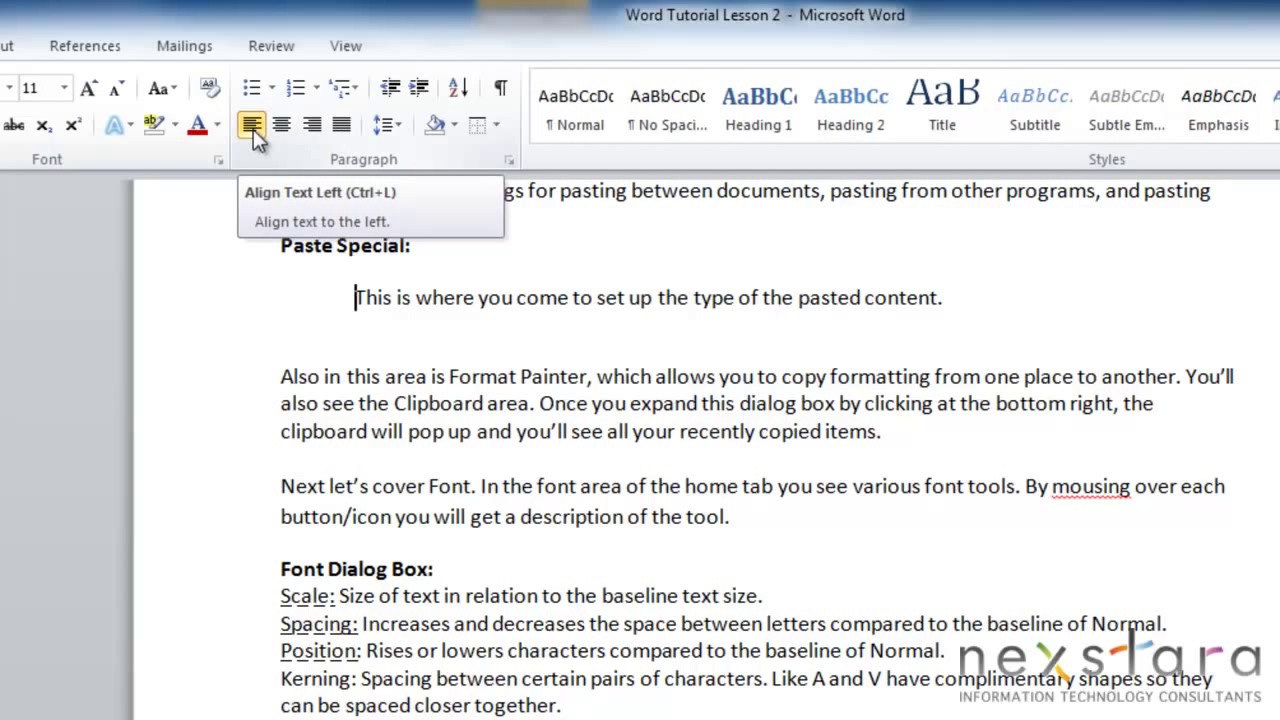 Word Tutorial Lesson 2 - Microsoft Word
ut References Mailings Review View
11 Aa
AaBbCcDc AaBbCcDc AaBbC AaBbCc AaB AaBbCc. AaBbCcDc AaBbCcDc
abc X₂ X² A ab A
¶ Normal ¶ No Spaci... Heading 1 Heading 2 Title Subtitle Subtle Em... Emphasis
Font Paragraph Styles
Align Text Left (Ctrl+L)
Align text to the left.
gs for pasting between documents, pasting from other programs, and pasting
Paste Special:
This is where you come to set up the type of the pasted content.
Also in this area is Format Painter, which allows you to copy formatting from one place to another. You’ll
also see the Clipboard area. Once you expand this dialog box by clicking at the bottom right, the
clipboard will pop up and you’ll see all your recently copied items.
Next let’s cover Font. In the font area of the home tab you see various font tools. By mousing over each
button/icon you will get a description of the tool.
Font Dialog Box:
Scale: Size of text in relation to the baseline text size.
Spacing: Increases and decreases the space between letters compared to the baseline of Normal.
Position: Rises or lowers characters compared to the baseline of Normal.
Kerning: Spacing between certain pairs of characters. Like A and V have complimentary shapes so they
can be spaced closer together.
nexstara
INFORMATION TECHNOLOGY CONSULTANTS